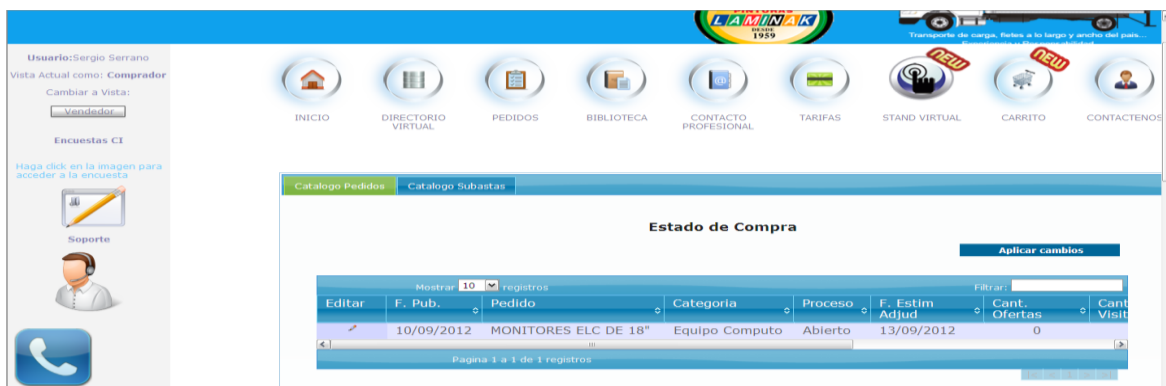 PINTURAS
LAMINAK
DESDE
1959
Transporte de carga, fletes a lo largo y ancho del pais...
Usuario:Sergio Serrano
Vista Actual como: Comprador
Cambiar a Vista:
Vendedor
Encuestas CI
Haga click en la imagen para
acceder a la encuesta
Soporte
NEW
NEW
INICIO
DIRECTORIO
VIRTUAL
PEDIDOS
BIBLIOTECA
CONTACTO
PROFESIONAL
TARIFAS
STAND VIRTUAL
CARRITO
CONTACTENOS
Catalogo Pedidos Catalogo Subastas
Estado de Compra
Aplicar cambios
Mostrar 10 registros Filtrar:
Editar F. Pub. Pedido Categoria Proceso F. Estim Adjud Cant. Ofertas Cant Visit
10/09/2012 MONITORES ELC DE 18" Equipo Computo Abierto 13/09/2012 0
Pagina 1 a 1 de 1 registros